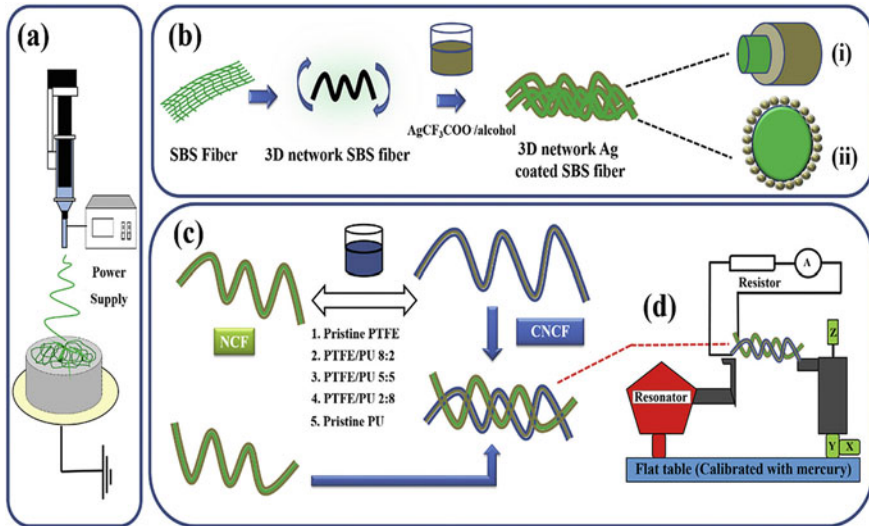 (a)
Power
Supply
(b)
SBS Fiber
3D network SBS fiber
AgCF₃COO⁻/alcohol
3D network Ag
coated SBS fiber
(i)
(ii)
(c)
NCF
1. Pristine PTFE
2. PTFE/PU 8:2
3. PTFE/PU 5:5
4. PTFE/PU 2:8
5. Pristine PU
CNCF
(d)
A
Resistor
Z
Resonator
Y
X
Flat table (Calibrated with mercury)